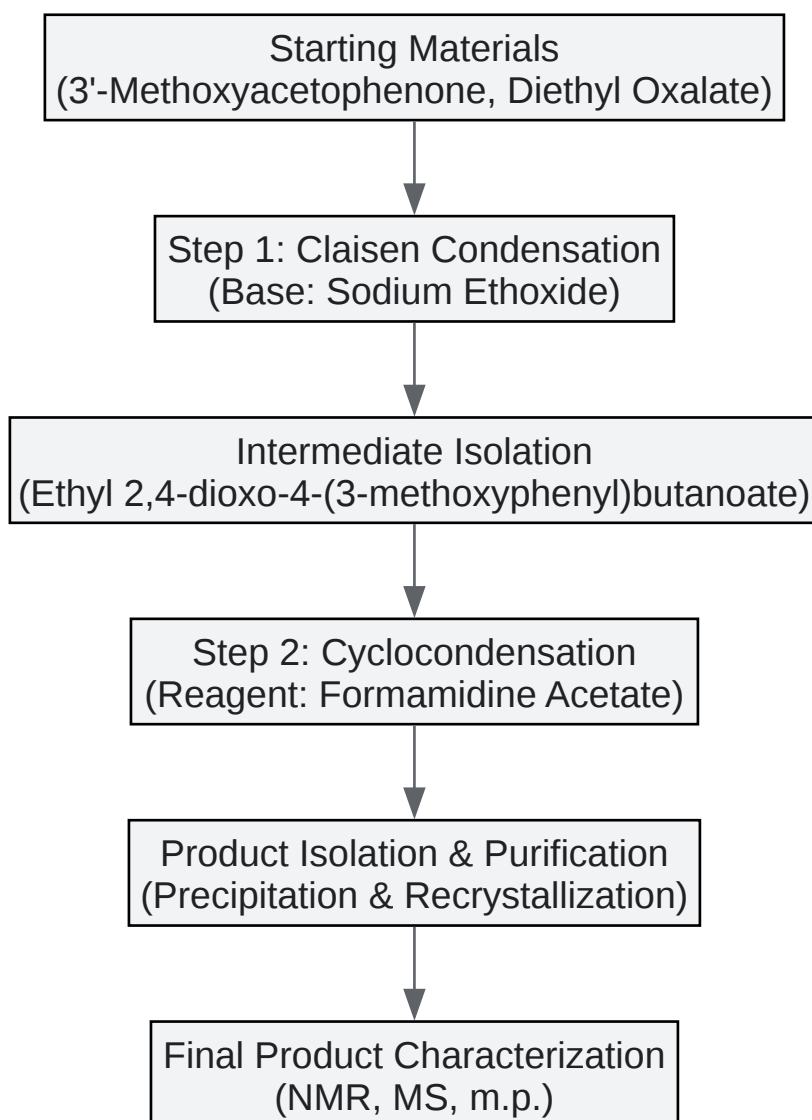 Starting Materials
(3'-Methoxyacetophenone, Diethyl Oxalate)
Step 1: Claisen Condensation
(Base: Sodium Ethoxide)
Intermediate Isolation
(Ethyl 2,4-dioxo-4-(3-methoxyphenyl)butanoate)
Step 2: Cyclocondensation
(Reagent: Formamidine Acetate)
Product Isolation & Purification
(Precipitation & Recrystallization)
Final Product Characterization
(NMR, MS, m.p.)